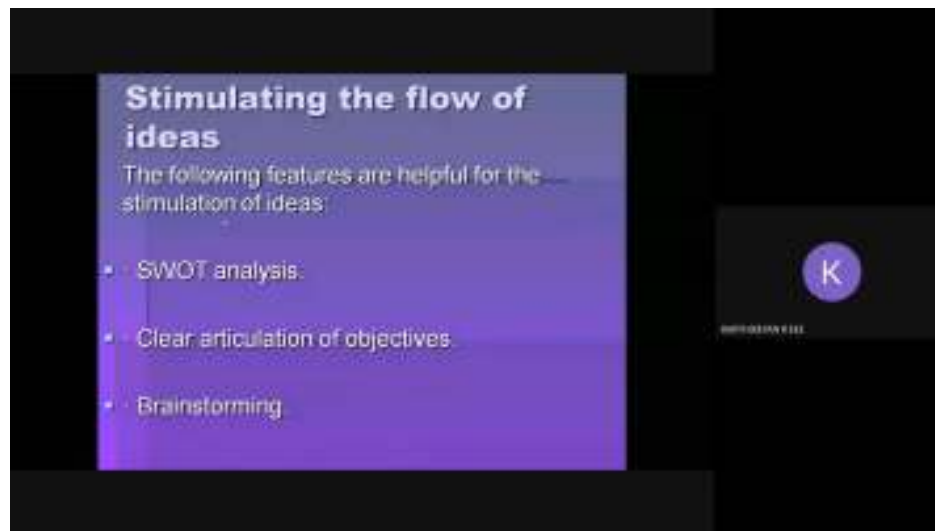 Stimulating the flow of
ideas
The following features are helpful for the
stimulation of ideas:
SWOT analysis.
Clear articulation of objectives.
Brainstorming.
K